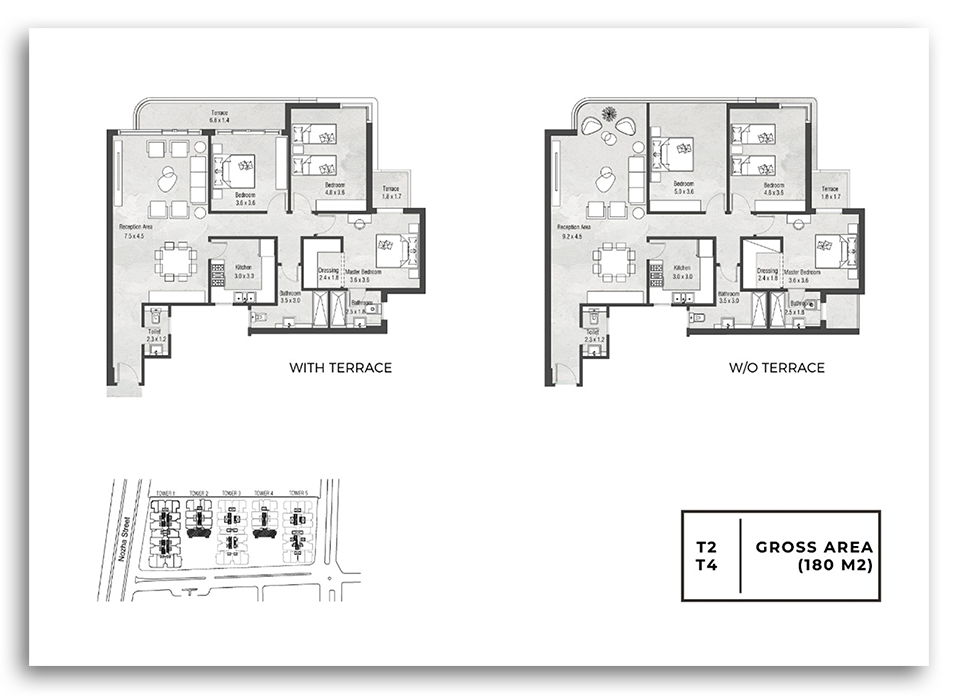 Terrace
6.8 x 1.4
Bedroom
4.8 x 3.6
Bedroom
3.6 x 3.6
Terrace
1.8 x 1.7
Reception Area
7.5 x 4.5
Kitchen
3.0 x 3.3
Dressing
2.4 x 1.8
Master Bedroom
3.6 x 3.5
Bathroom
3.5 x 3.0
Bathroom
2.5 x 1.8
Toilet
2.3 x 1.2
WITH TERRACE
Bedroom
5.0 x 3.6
Bedroom
4.8 x 3.6
Terrace
1.8 x 1.7
Reception Area
9.2 x 4.5
Kitchen
3.6 x 3.0
Dressing
2.4 x 1.8
Master Bedroom
3.6 x 3.5
Bathroom
3.5 x 3.0
Bathroom
2.5 x 1.8
Toilet
2.3 x 1.2
W/O TERRACE
TOWER 1 TOWER 2 TOWER 3 TOWER 4 TOWER 5
Nozha Street
T2 GROSS AREA
T4 (180 M2)